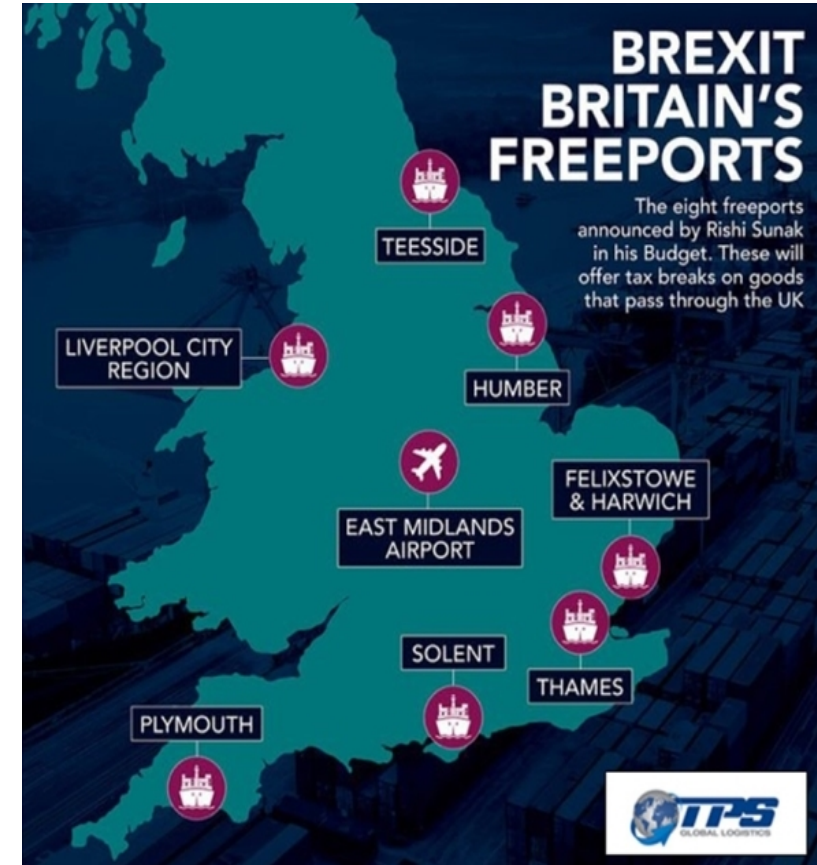 BREXIT
BRITAIN'S
FREEPORTS
The eight freeports
announced by Rishi Sunak
in his Budget. These will
offer tax breaks on goods
that pass through the UK
TEESSIDE
HUMBER
LIVERPOOL CITY
REGION
EAST MIDLANDS
AIRPORT
FELIXSTOWE
& HARWICH
THAMES
SOLENT
PLYMOUTH
TPS
GLOBAL LOGISTICS